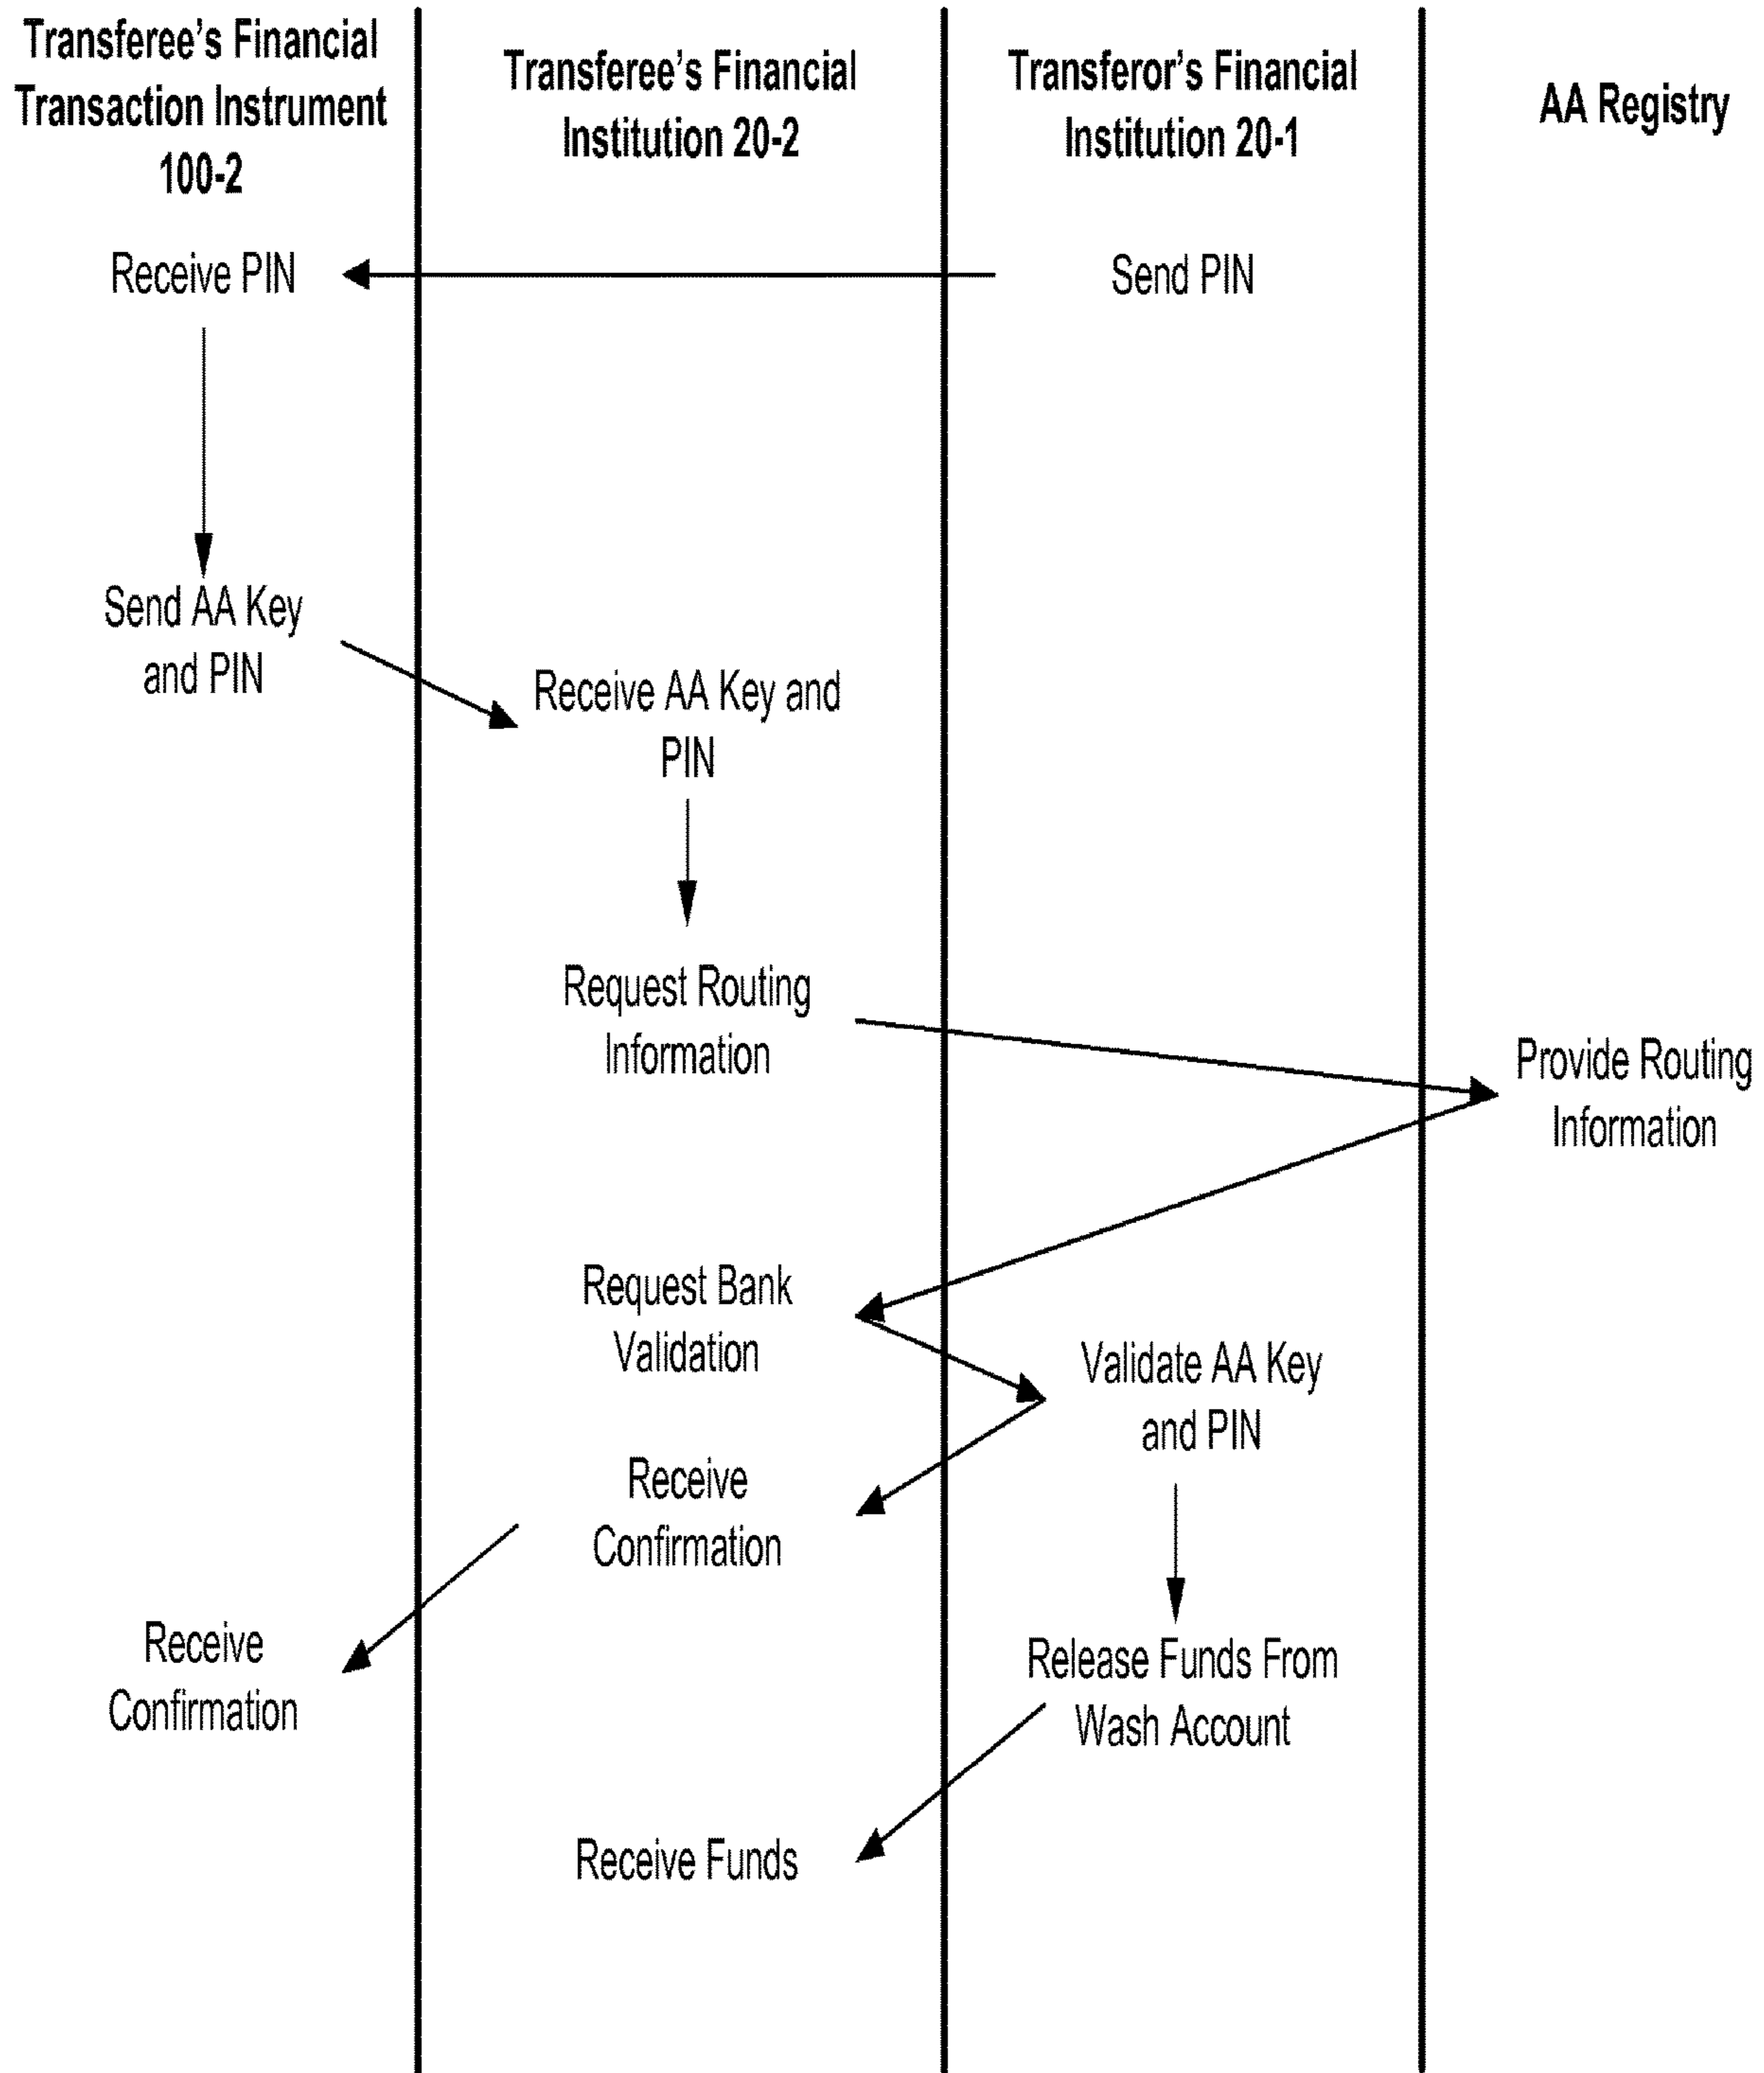 Transferee's Financial
Transaction Instrument
100-2
Transferee's Financial
Institution 20-2
Transferor's Financial
Institution 20-1
AA Registry
Receive PIN
Send PIN
Send AA Key
and PIN
Receive AA Key and
PIN
Request Routing
Information
Provide Routing
Information
Request Bank
Validation
Validate AA Key
and PIN
Receive
Confirmation
Receive
Confirmation
Release Funds From
Wash Account
Receive Funds